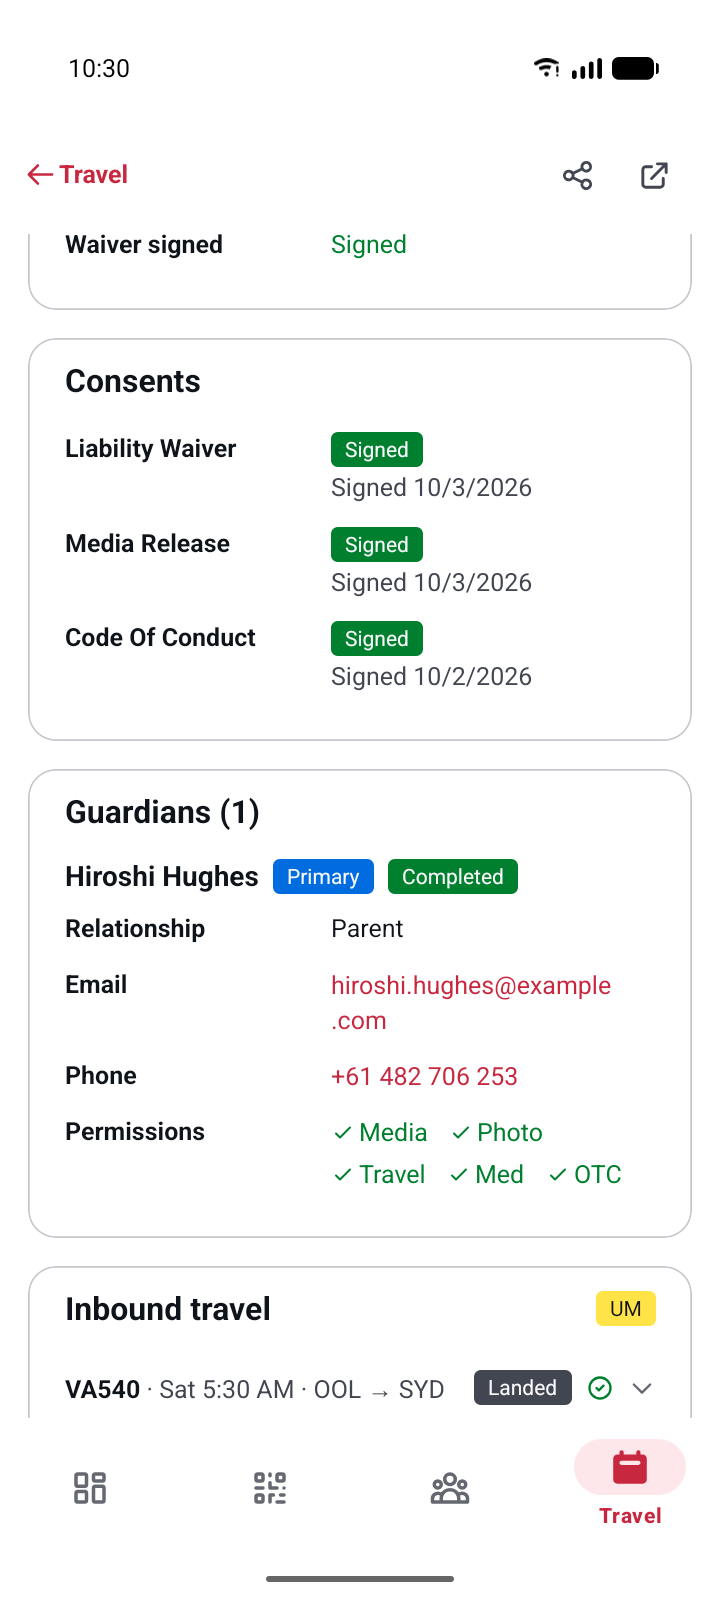 10:30
Travel
Waiver signed Signed
Consents
Liability Waiver Signed
Signed 10/3/2026
Media Release Signed
Signed 10/3/2026
Code Of Conduct Signed
Signed 10/2/2026
Guardians (1)
Hiroshi Hughes Primary Completed
Relationship Parent
Email hiroshi.hughes@example
.com
Phone +61 482 706 253
Permissions Media Photo
Travel Med OTC
Inbound travel UM
VA540 · Sat 5:30 AM · OOL → SYD Landed
Travel